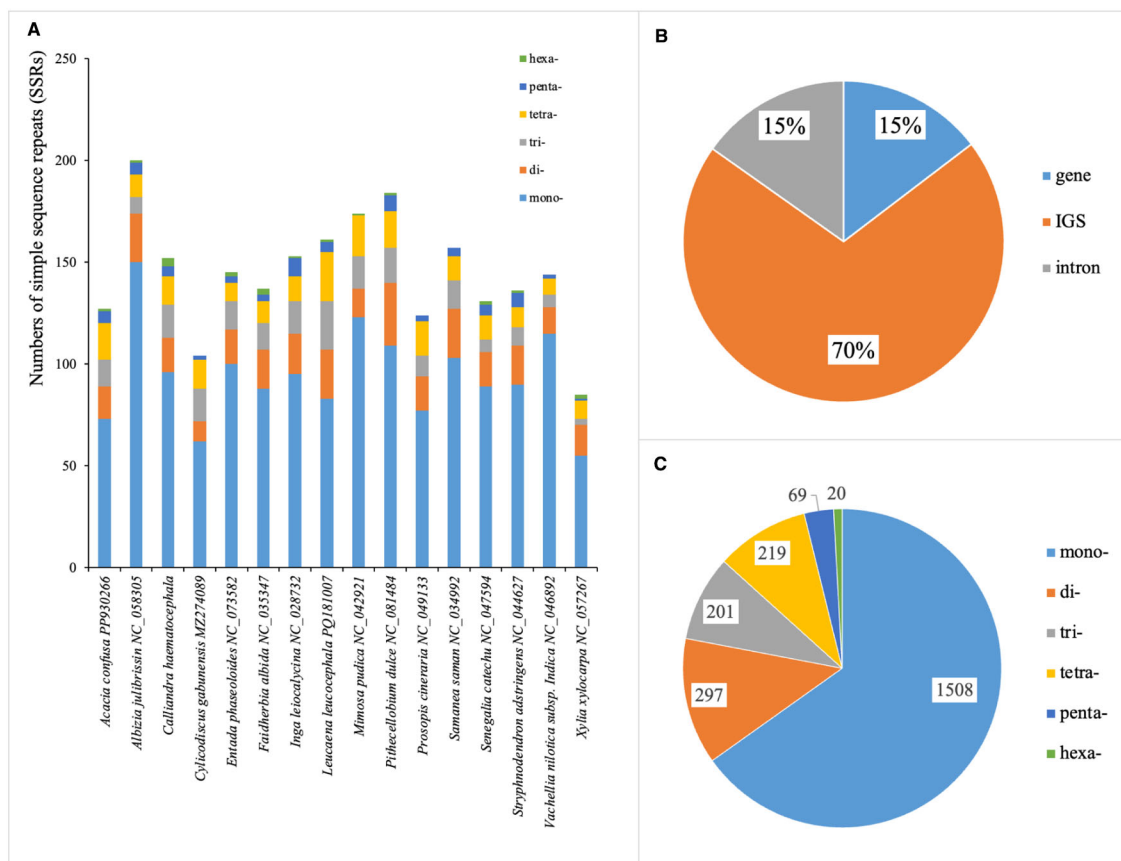 A
Numbers of simple sequence repeats (SSRs)
250
200
150
100
50
0
hexa-
penta-
tetra-
tri-
di-
mono-
Acacia confusa PP930266
Albizia julibrissin NC_058305
Calliandra haematocephala
Cylicodiscus gabunensis MZ274089
Entada phaseoloides NC_073582
Faidherbia albida NC_035347
Inga leiocalycina NC_028732
Leucaena leucocephala PQ181007
Mimosa pudica NC_042921
Pithecellobium dulce NC_081484
Prosopis cineraria NC_049133
Samanea saman NC_034992
Senegalia catechu NC_047594
Stryphnodendron adstringens NC_044627
Vachellia nilotica subsp. Indica NC_046892
Xylia xylocarpa NC_057267
B
15%
15%
70%
gene
IGS
intron
C
69
20
219
201
297
1508
mono-
di-
tri-
tetra-
penta-
hexa-